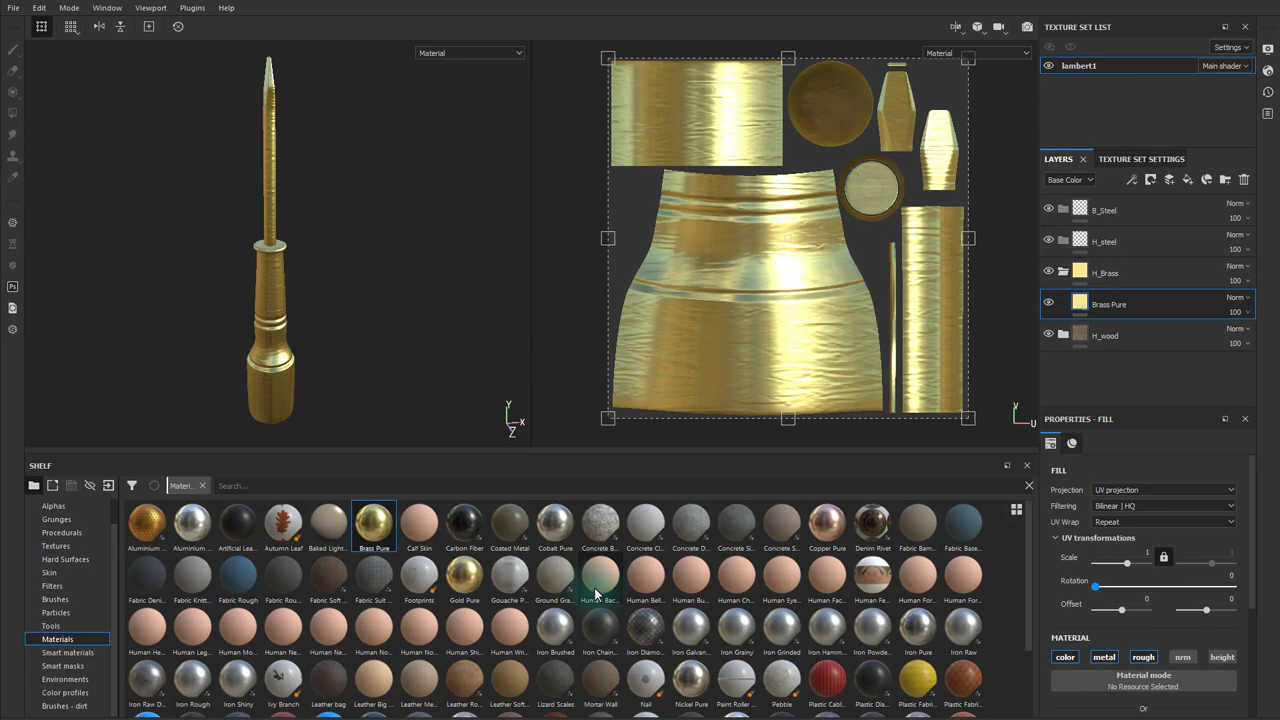 File Edit Mode Window Viewport Plugins Help
Material
Material
Y
X
Z
V
U
TEXTURE SET LIST
Settings
lambert1 Main shader
LAYERS TEXTURE SET SETTINGS
Base Color
B_Steel Norm 100
H_steel Norm 100
H_Brass Norm 100
Brass Pure Norm 100
H_wood Norm 100
PROPERTIES - FILL
FILL
Projection UV projection
Filtering Bilinear | HQ
UV Wrap Repeat
UV transformations
Scale 1 1
Rotation 0
Offset 0 0
MATERIAL
color metal rough nrm height
Material mode
No Resource Selected
Or
SHELF
Ps
Materi... Search...
Alphas
Grunges
Procedurals
Textures
Hard Surfaces
Skin
Filters
Brushes
Particles
Tools
Materials
Smart materials
Smart masks
Environments
Color profiles
Brushes - dirt
Aluminium ... Aluminium ... Artificial Lea... Autumn Leaf Baked Light... Brass Pure Calf Skin Carbon Fiber Coated Metal Cobalt Pure Concrete B... Concrete Cl... Concrete D... Concrete Si... Concrete S... Copper Pure Denim Rivet Fabric Bam... Fabric Base...
Fabric Deni... Fabric Knitt... Fabric Rough Fabric Rou... Fabric Soft ... Fabric Suit ... Footprints Gold Pure Gouache P... Ground Gra... Human Bac... Human Bell... Human Bu... Human Ch... Human Eye... Human Fac... Human For... Human For... Human For...
Human He... Human Leg... Human Mo... Human Ne... Human No... Human No... Human No... Human Shi... Human Wri... Iron Brushed Iron Chain... Iron Diamo... Iron Galvan... Iron Grainy Iron Grinded Iron Hamm... Iron Powde... Iron Pure Iron Raw
Iron Raw D... Iron Rough Iron Shiny Ivy Branch Leather bag Leather Big ... Leather Me... Leather Ro... Leather Sof... Lizard Scales Mortar Wall Nail Nickel Pure Paint Roller ... Pebble Plastic Cabl... Plastic Dia... Plastic Fabri... Plastic Fabri...